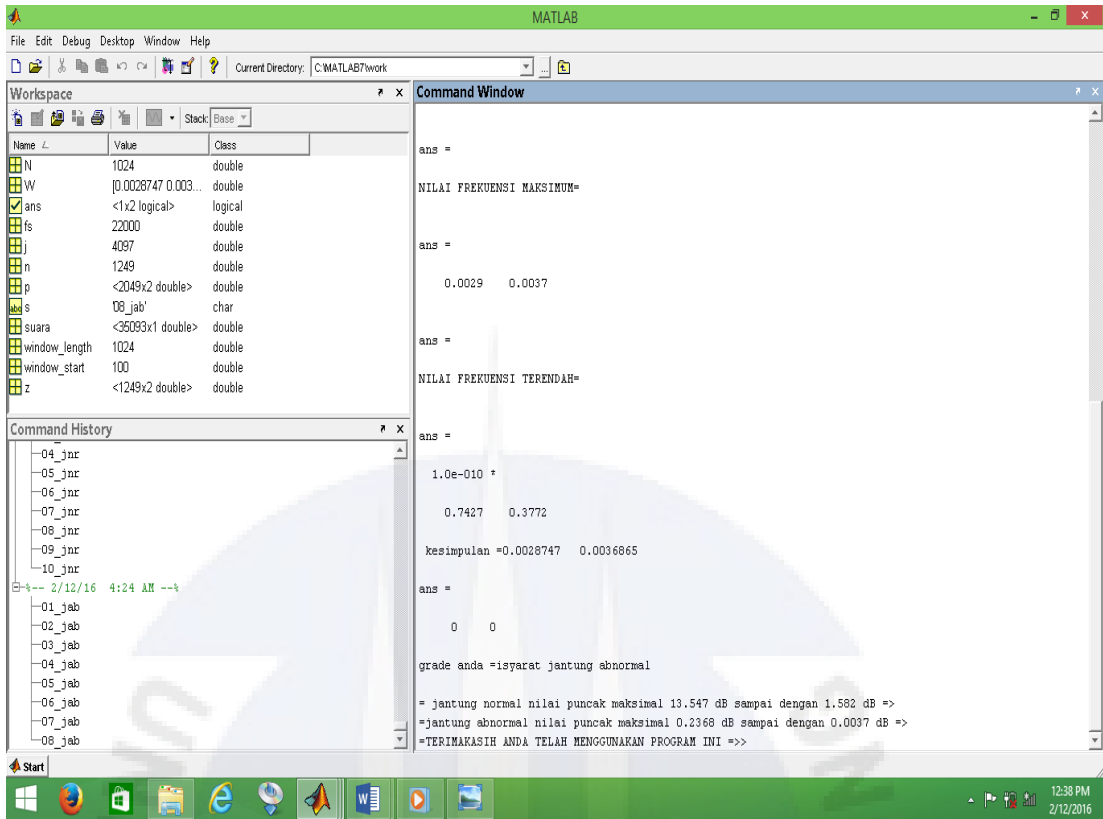 MATLAB
File Edit Debug Desktop Window Help
Current Directory: C:\MATLAB7\work
Workspace
Stack: Base
Name Value Class
N 1024 double
W [0.0028747 0.003... double
ans <1x2 logical> logical
fs 22000 double
j 4097 double
n 1249 double
p <2049x2 double> double
abc s '08_jab' char
suara <35093x1 double> double
window_length 1024 double
window_start 100 double
z <1249x2 double> double
Command History
04_jnr
05_jnr
06_jnr
07_jnr
08_jnr
09_jnr
10_jnr
%-- 2/12/16 4:24 AM --%
01_jab
02_jab
03_jab
04_jab
05_jab
06_jab
07_jab
08_jab
Command Window
ans =
NILAI FREKUENSI MAKSIMUM=
ans =
0.0029 0.0037
ans =
NILAI FREKUENSI TERENDAH=
ans =
1.0e-010 *
0.7427 0.3772
kesimpulan =0.0028747 0.0036865
ans =
0 0
grade anda =isyarat jantung abnormal
= jantung normal nilai puncak maksimal 13.547 dB sampai dengan 1.582 dB =>
=jantung abnormal nilai puncak maksimal 0.2368 dB sampai dengan 0.0037 dB =>
=TERIMAKASIH ANDA TELAH MENGGUNAKAN PROGRAM INI =>>
Start
12:38 PM
2/12/2016